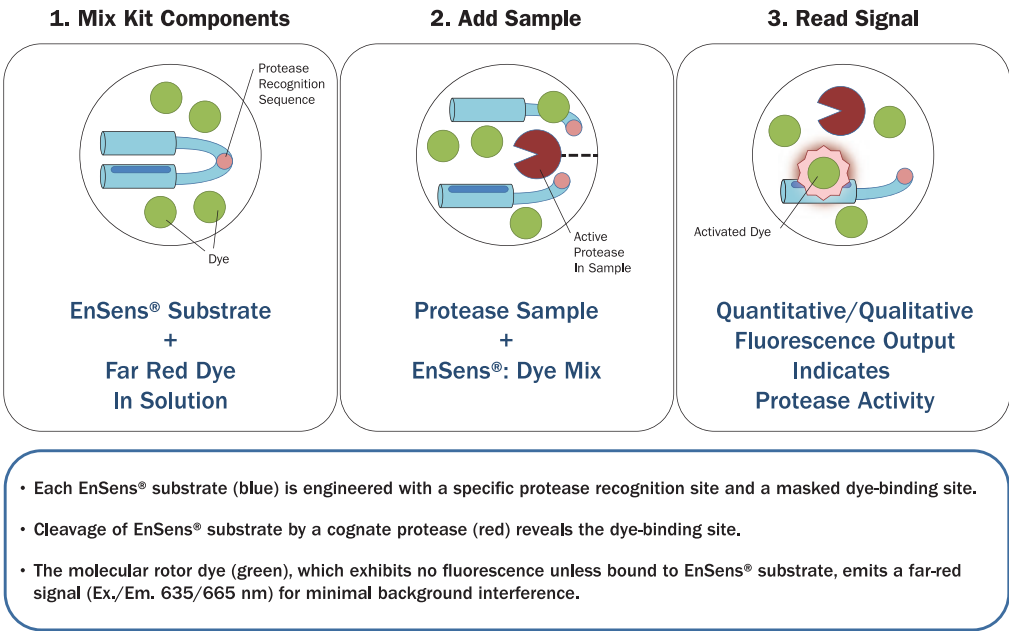 1. Mix Kit Components
2. Add Sample
3. Read Signal
Protease
Recognition
Sequence
Dye
EnSens® Substrate
+
Far Red Dye
In Solution
Active
Protease
In Sample
Protease Sample
+
EnSens®: Dye Mix
Activated Dye
Quantitative/Qualitative
Fluorescence Output
Indicates
Protease Activity
• Each EnSens® substrate (blue) is engineered with a specific protease recognition site and a masked dye-binding site.
• Cleavage of EnSens® substrate by a cognate protease (red) reveals the dye-binding site.
• The molecular rotor dye (green), which exhibits no fluorescence unless bound to EnSens® substrate, emits a far-red
signal (Ex./Em. 635/665 nm) for minimal background interference.